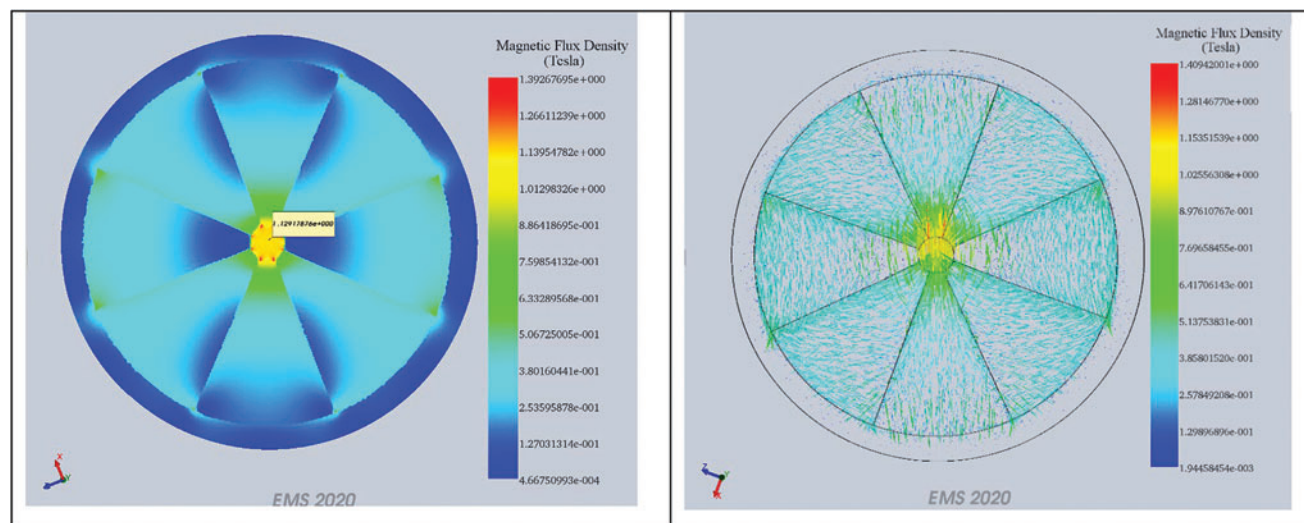 Magnetic Flux Density
(Tesla)
1.39267695e+000
1.26611239e+000
1.13954782e+000
1.01298326e+000
8.86418695e-001
7.59854132e-001
6.33289568e-001
5.06725005e-001
3.80160441e-001
2.53595878e-001
1.27031314e-001
4.66750993e-004
1.12917876e+000
Y
EMS 2020
Magnetic Flux Density
(Tesla)
1.40942001e+000
1.28146770e+000
1.15351539e+000
1.02556308e+000
8.97610767e-001
7.69658455e-001
6.41706143e-001
5.13753831e-001
3.85801520e-001
2.57849208e-001
1.29896896e-001
1.94458454e-003
Z
Y
X
EMS 2020